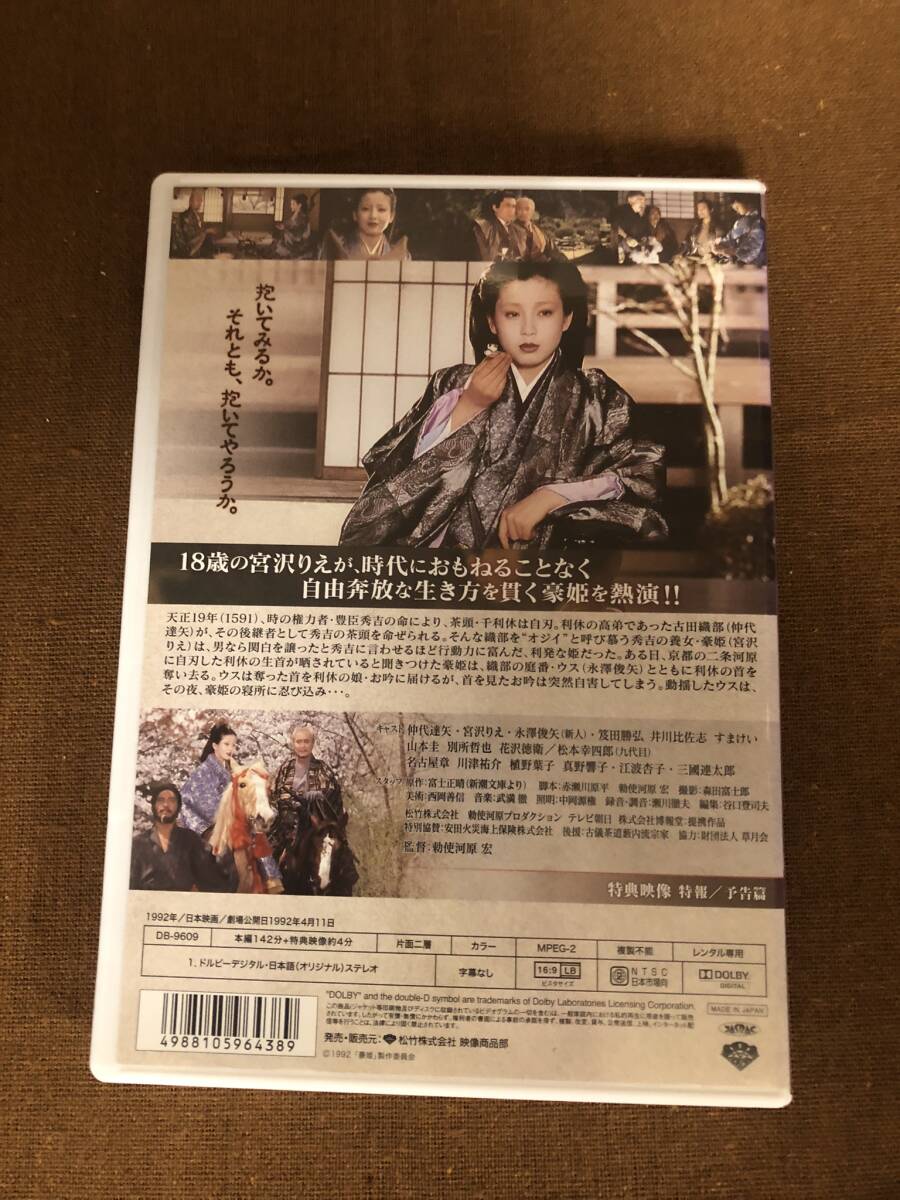 抱いてみるか。
それとも、抱いてやろうか。
18歳の宮沢りえが、時代におもねることなく
自由奔放な生き方を貫く豪姫を熱演!!
天正19年(1591)、時の権力者・豊臣秀吉の命により、茶頭・千利休は自刃。利休の高弟であった古田織部(仲代
達矢)が、その後継者として秀吉の茶頭を命ぜられる。そんな織部を“オジイ”と呼び慕う秀吉の養女・豪姫(宮沢
りえ)は、男なら関白を譲ったと秀吉に言わせるほど行動力に富んだ、利発な姫だった。ある日、京都の二条河原
に自刃した利休の生首が晒されていると聞きつけた豪姫は、織部の庭番・ウス(永澤俊矢)とともに利休の首を
奪い去る。ウスは奪った首を利休の娘・お吟に届けるが、首を見たお吟は突然自害してしまう。動揺したウスは、
その夜、豪姫の寝所に忍び込み・・・。
キャスト 仲代達矢・宮沢りえ・永澤俊矢(新人)・笈田勝弘 井川比佐志 すまけい
山本圭 別所哲也 花沢徳衛／松本幸四郎(九代目)
名古屋章 川津祐介 植野葉子 真野響子・江波杏子・三國連太郎
スタッフ 原作：富士正晴(新潮文庫より) 脚本：赤瀬川原平 勅使河原 宏 撮影：森田富士郎
美術：西岡善信 音楽：武満 徹 照明：中岡源権 録音・調音：瀬川徹夫 編集：谷口登司夫
松竹株式会社 勅使河原プロダクション テレビ朝日 株式会社博報堂：提携作品
特別協賛：安田火災海上保険株式会社 後援：古儀茶道藪内流宗家 協力：財団法人 草月会
監督：勅使河原 宏
特典映像 特報／予告篇
1992年／日本映画／劇場公開日1992年4月11日
DB-9609 本編142分+特典映像約4分 片面二層 カラー MPEG-2 複製不能 レンタル専用
1.ドルビーデジタル・日本語(オリジナル)ステレオ 字幕なし 16:9 LB ビスタサイズ 2 NTSC 日本市場向 DOLBY DIGITAL
"DOLBY" and the double-D symbol are trademarks of Dolby Laboratories Licensing Corporation.
MADE IN JAPAN
発売・販売元： 松竹株式会社 映像商品部
©1992 「豪姫」製作委員会
4988105964389